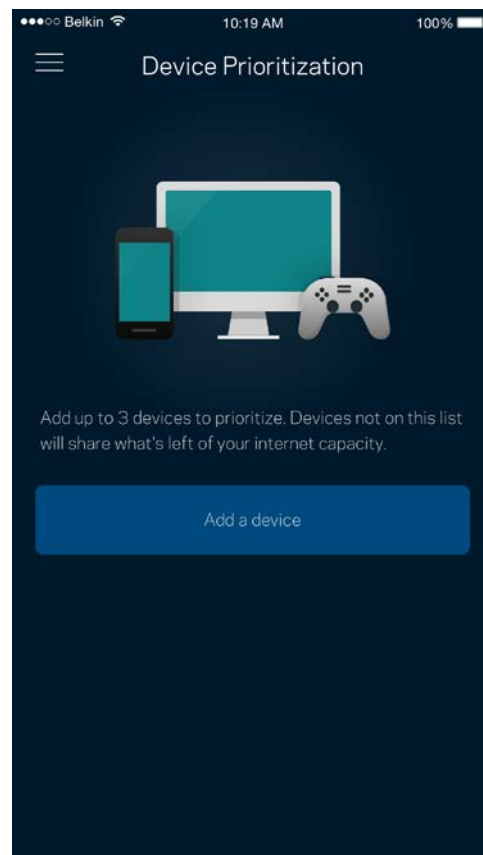 Belkin 10:19 AM 100%
Device Prioritization
Add up to 3 devices to prioritize. Devices not on this list
will share what's left of your internet capacity.
Add a device